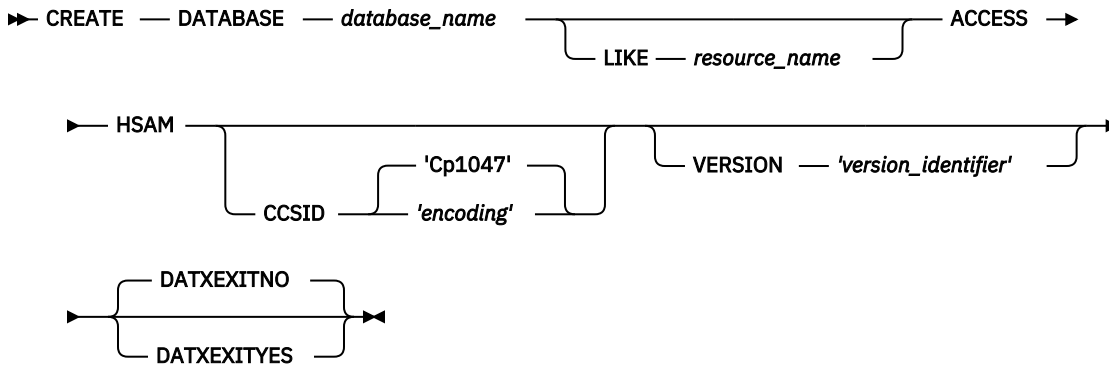 CREATE DATABASE database_name ACCESS
LIKE resource_name
HSAM 'Cp1047' VERSION 'version_identifier'
CCSID 'encoding'
DATXEXITNO
DATXEXITYES